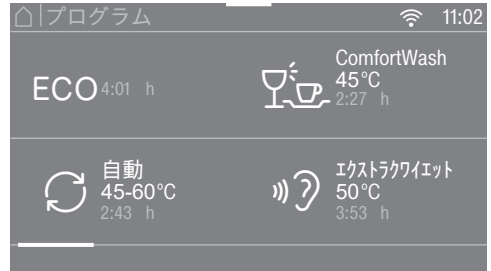 プログラム 11:02
ECO 4:01 h
ComfortWash
45°C
2:27 h
自動
45-60°C
2:43 h
ｴｸｽﾄﾗｸﾜｲｴｯﾄ
50°C
3:53 h